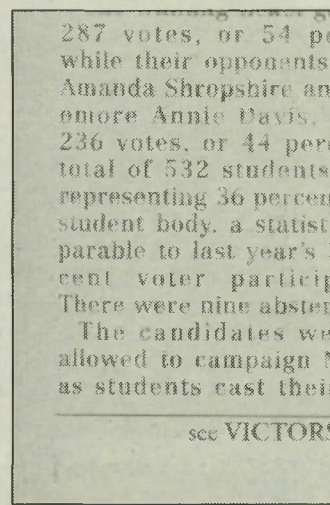 287 votes, or 54 pe
while their opponents
Amanda Shropshire an
omore Annie Davis,
236 votes, or 44 perc
total of 532 students
representing 36 percen
student body, a statist
parable to last year's
cent voter particip
There were nine absten
The candidates we
allowed to campaign
as students cast thei
see VICTORS